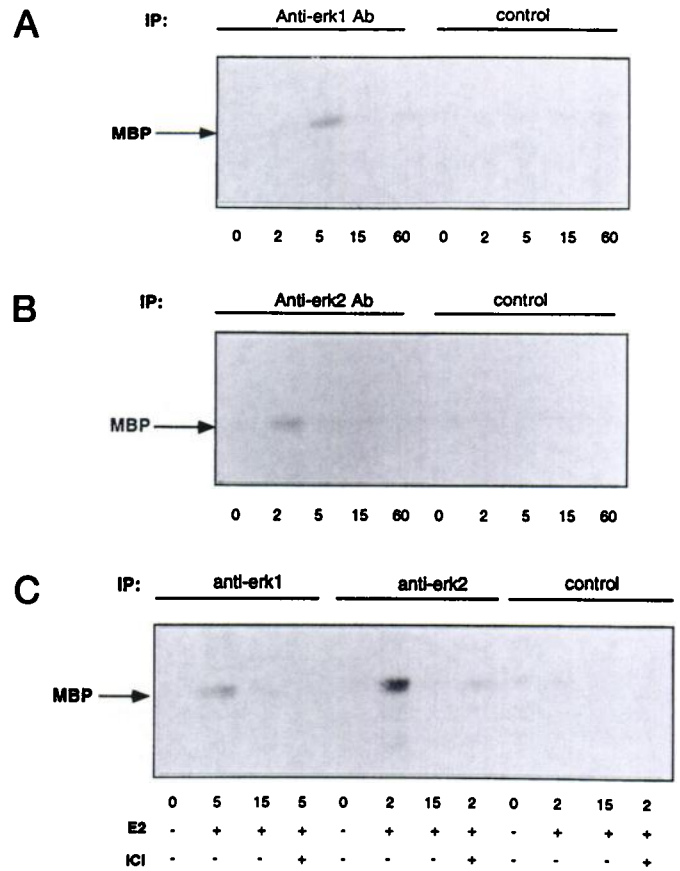 A
IP: Anti-erk1 Ab control
MBP
0 2 5 15 60 0 2 5 15 60
B
IP: Anti-erk2 Ab control
MBP
0 2 5 15 60 0 2 5 15 60
C
IP: anti-erk1 anti-erk2 control
MBP
0 5 15 5 0 2 15 2 0 2 15 2
E2 - + + + - + + + - + + +
ICI - - - + - - - + - - - +